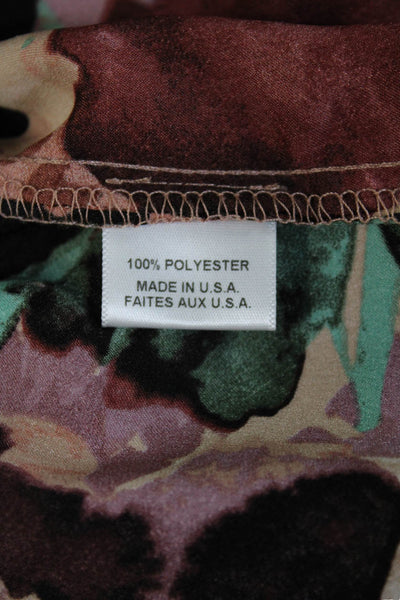 100% POLYESTER
MADE IN U.S.A.
FAITES AUX U.S.A.